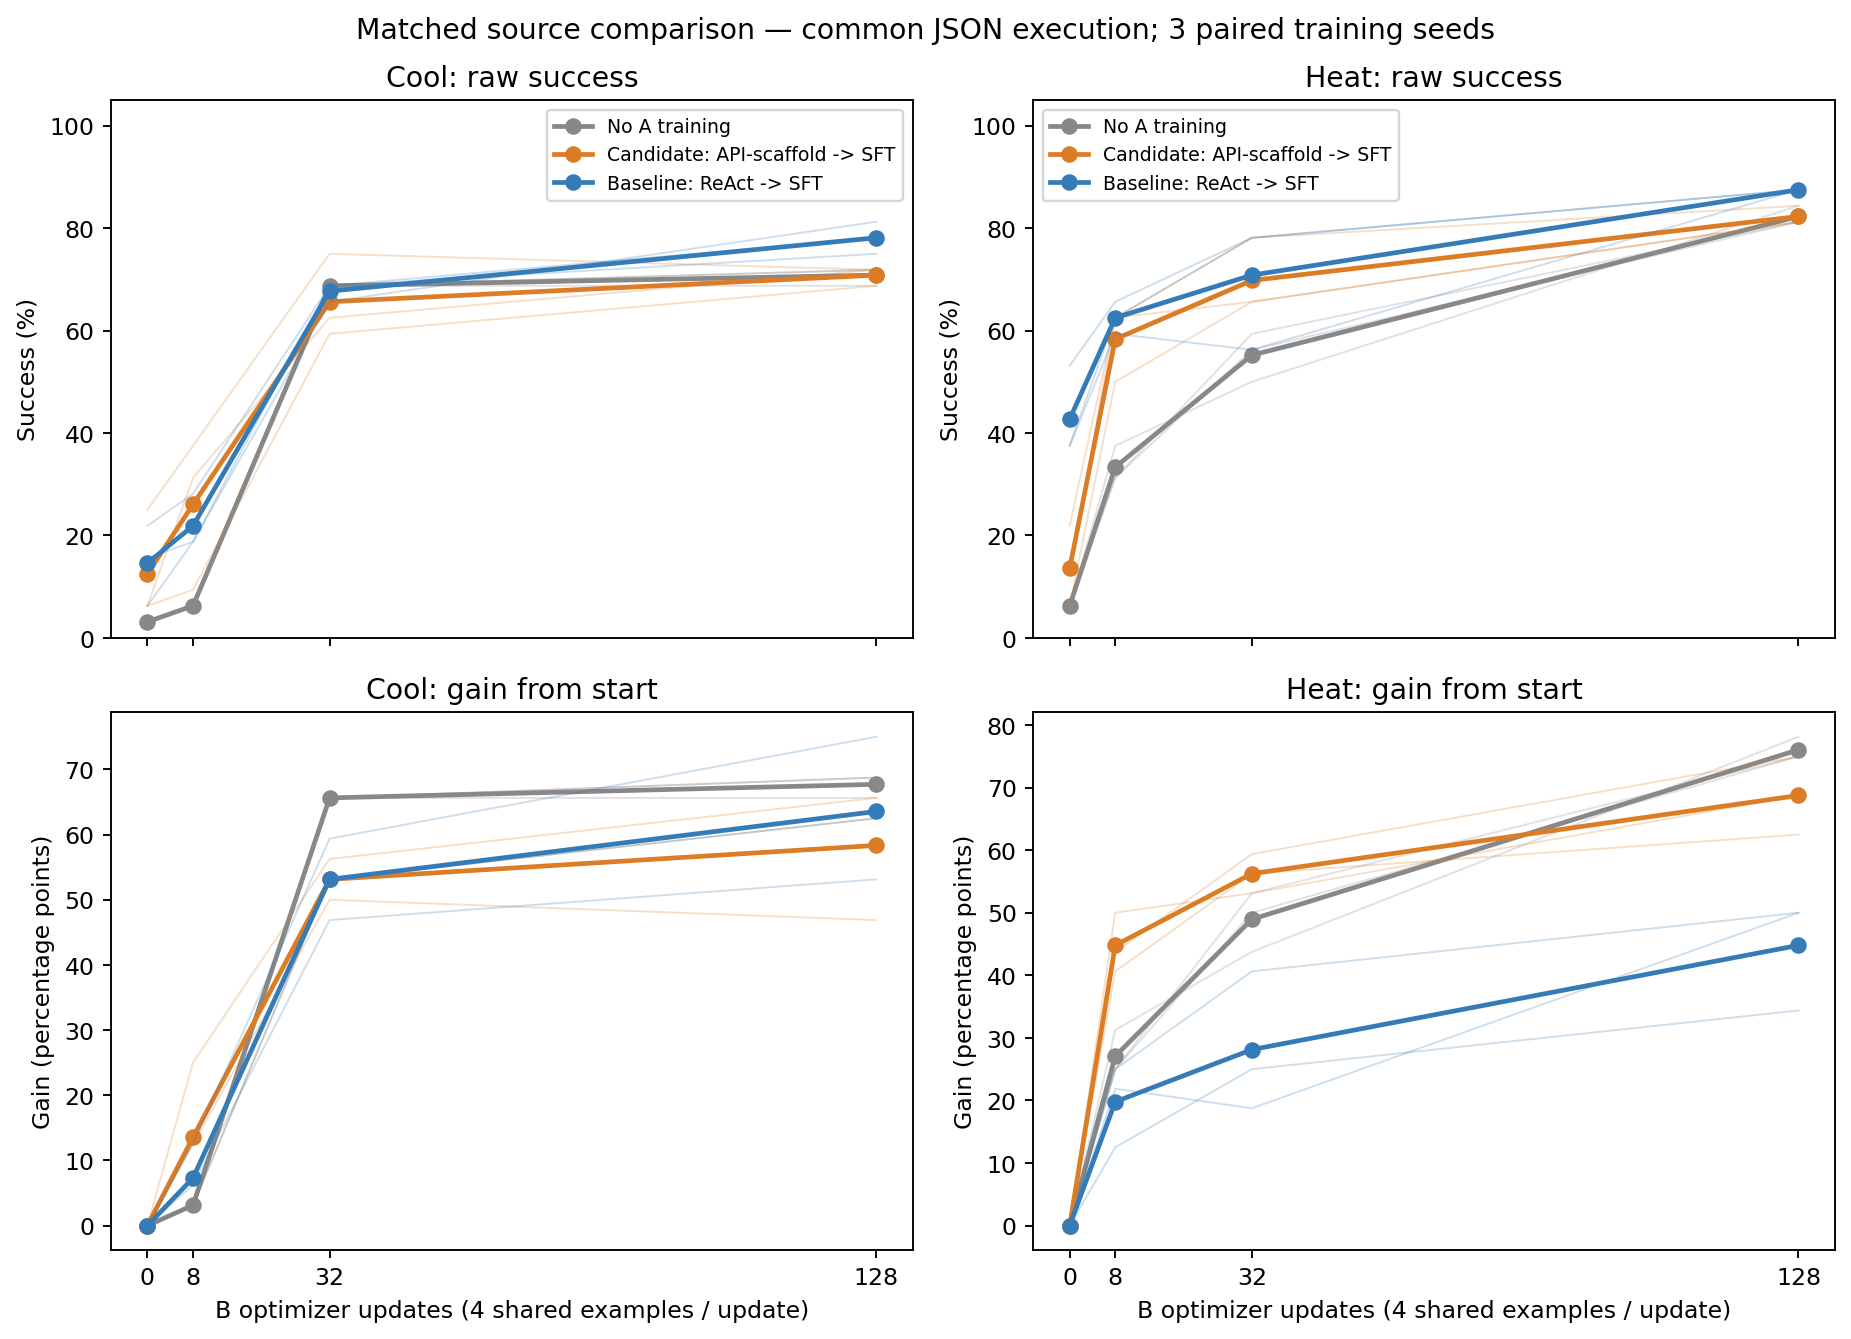 Matched source comparison — common JSON execution; 3 paired training seeds
Cool: raw success
Success (%)
100
80
60
40
20
0
No A training
Candidate: API-scaffold -> SFT
Baseline: ReAct -> SFT
Heat: raw success
Success (%)
100
80
60
40
20
0
No A training
Candidate: API-scaffold -> SFT
Baseline: ReAct -> SFT
Cool: gain from start
Gain (percentage points)
70
60
50
40
30
20
10
0
0 8 32 128
B optimizer updates (4 shared examples / update)
Heat: gain from start
Gain (percentage points)
80
70
60
50
40
30
20
10
0
0 8 32 128
B optimizer updates (4 shared examples / update)